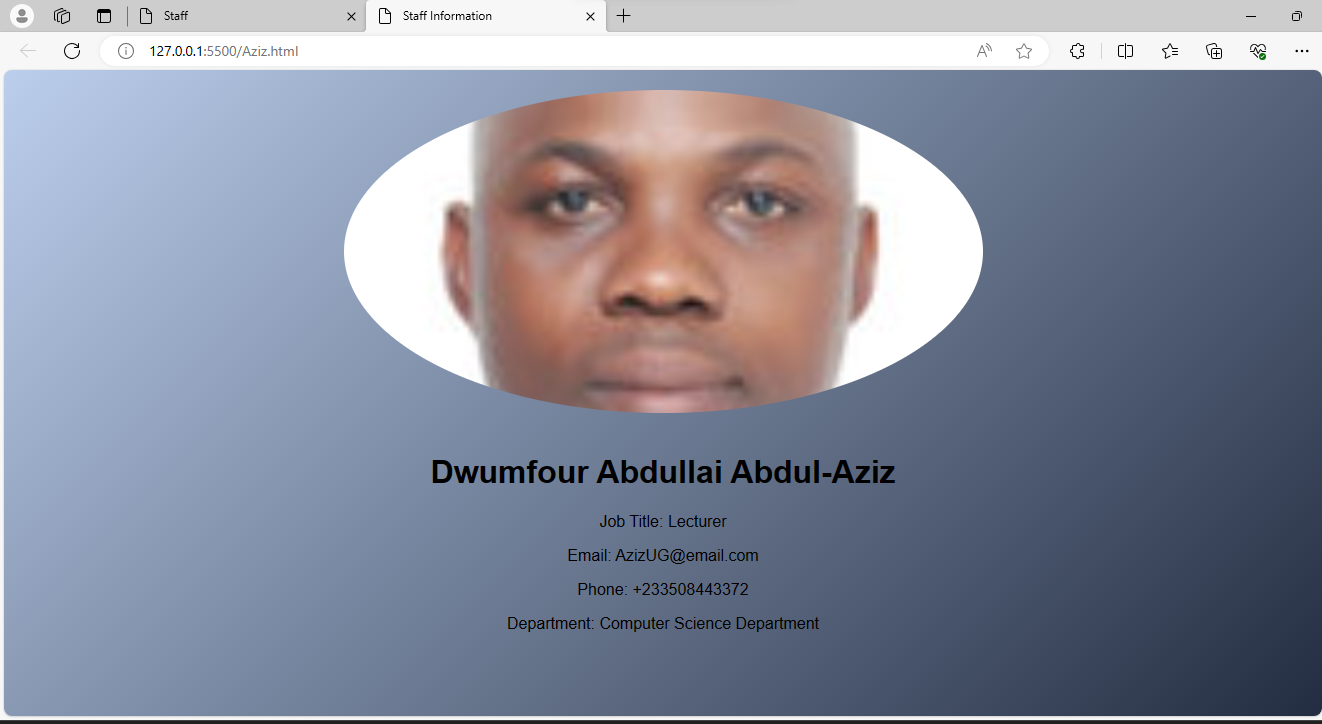 Staff
Staff Information
127.0.0.1:5500/Aziz.html
Dwumfour Abdullai Abdul-Aziz
Job Title: Lecturer
Email: AzizUG@email.com
Phone: +233508443372
Department: Computer Science Department